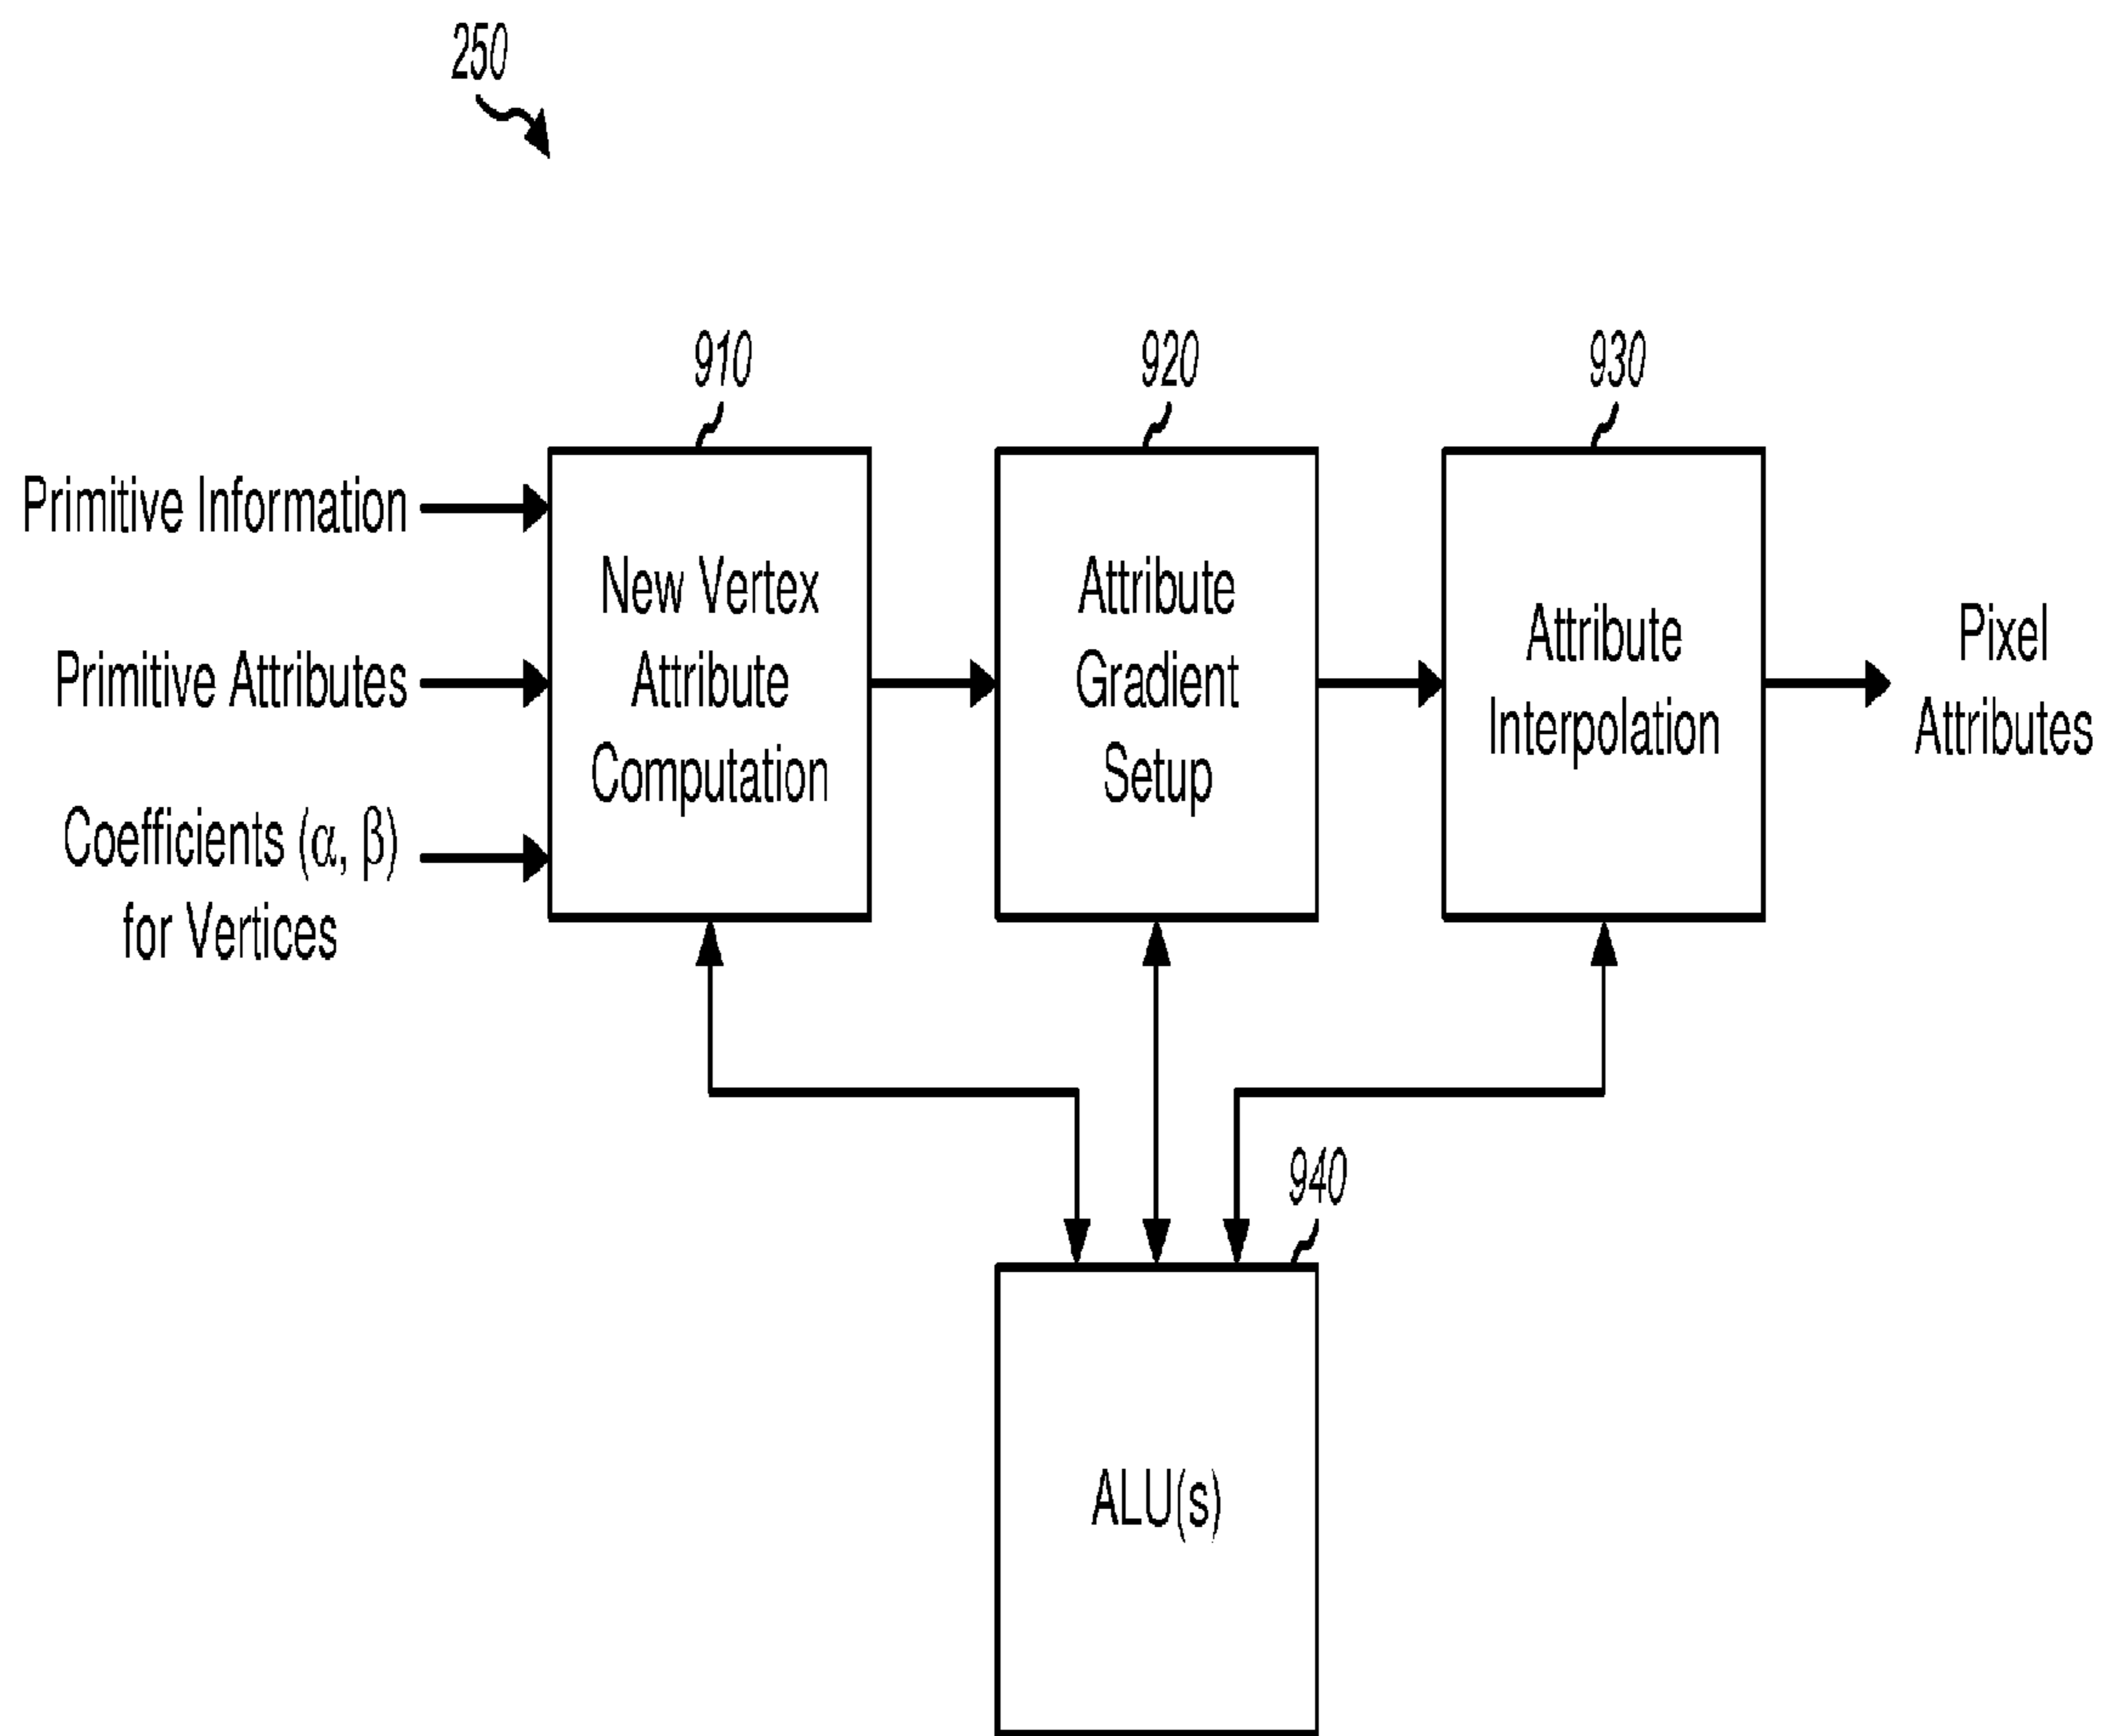 250
910
920
930
Primitive Information
Primitive Attributes
Coefficients (α, β)
for Vertices
New Vertex
Attribute
Computation
Attribute
Gradient
Setup
Attribute
Interpolation
Pixel
Attributes
940
ALU(s)